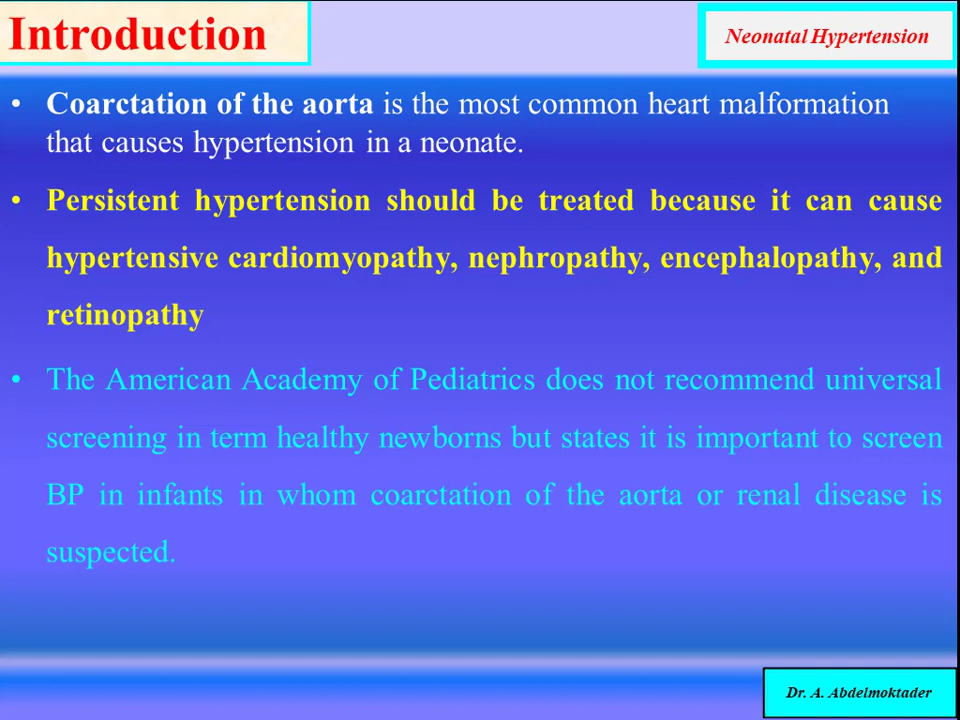 Introduction
Neonatal Hypertension
• Coarctation of the aorta is the most common heart malformation
that causes hypertension in a neonate.
• Persistent hypertension should be treated because it can cause
hypertensive cardiomyopathy, nephropathy, encephalopathy, and
retinopathy
• The American Academy of Pediatrics does not recommend universal
screening in term healthy newborns but states it is important to screen
BP in infants in whom coarctation of the aorta or renal disease is
suspected.
Dr. A. Abdelmoktader